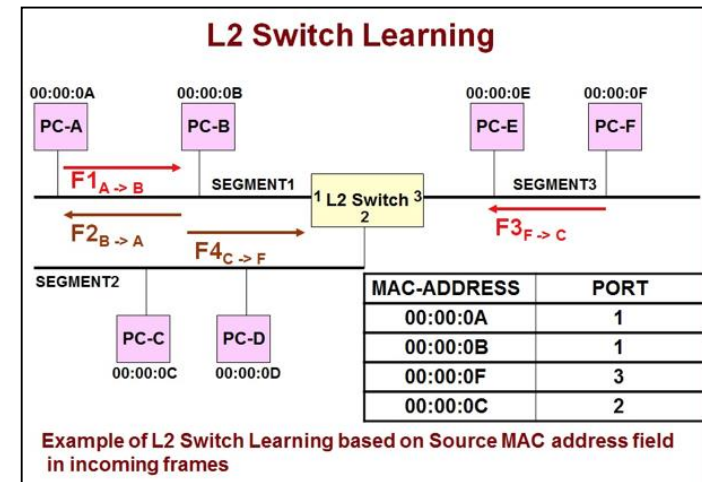 L2 Switch Learning
00:00:0A
00:00:0B
00:00:0E
00:00:0F
PC-A
PC-B
PC-E
PC-F
F1A -> B
SEGMENT1
1 L2 Switch 3
2
SEGMENT3
F2B -> A
F4C -> F
F3F -> C
SEGMENT2
PC-C
PC-D
00:00:0C
00:00:0D
MAC-ADDRESS PORT
00:00:0A 1
00:00:0B 1
00:00:0F 3
00:00:0C 2
Example of L2 Switch Learning based on Source MAC address field
in incoming frames